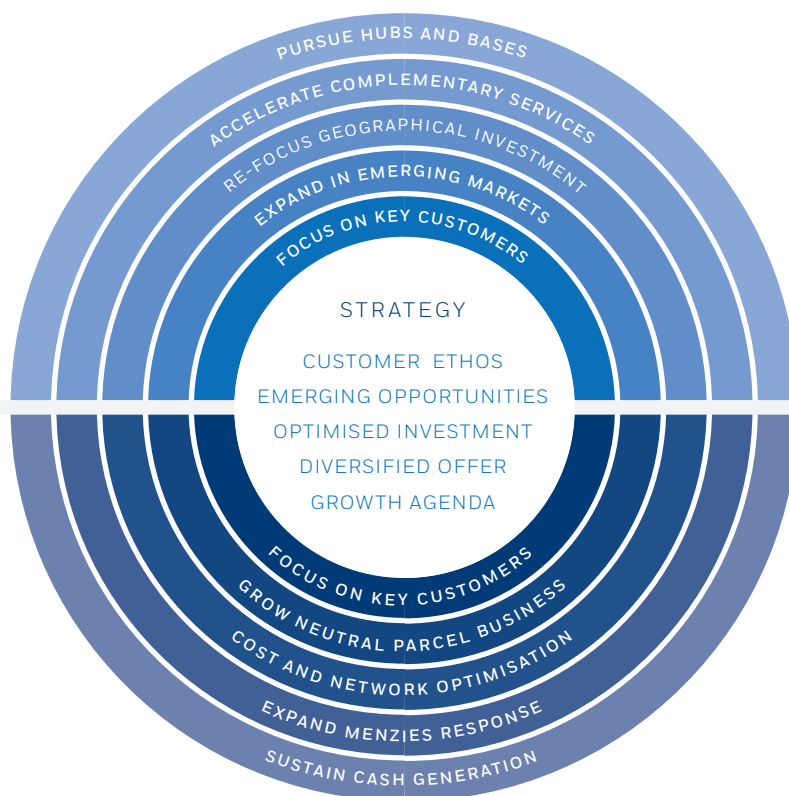 PURSUE HUBS AND BASES
ACCELERATE COMPLEMENTARY SERVICES
RE-FOCUS GEOGRAPHICAL INVESTMENT
EXPAND IN EMERGING MARKETS
FOCUS ON KEY CUSTOMERS
STRATEGY
CUSTOMER ETHOS
EMERGING OPPORTUNITIES
OPTIMISED INVESTMENT
DIVERSIFIED OFFER
GROWTH AGENDA
FOCUS ON KEY CUSTOMERS
GROW NEUTRAL PARCEL BUSINESS
COST AND NETWORK OPTIMISATION
EXPAND MENZIES RESPONSE
SUSTAIN CASH GENERATION